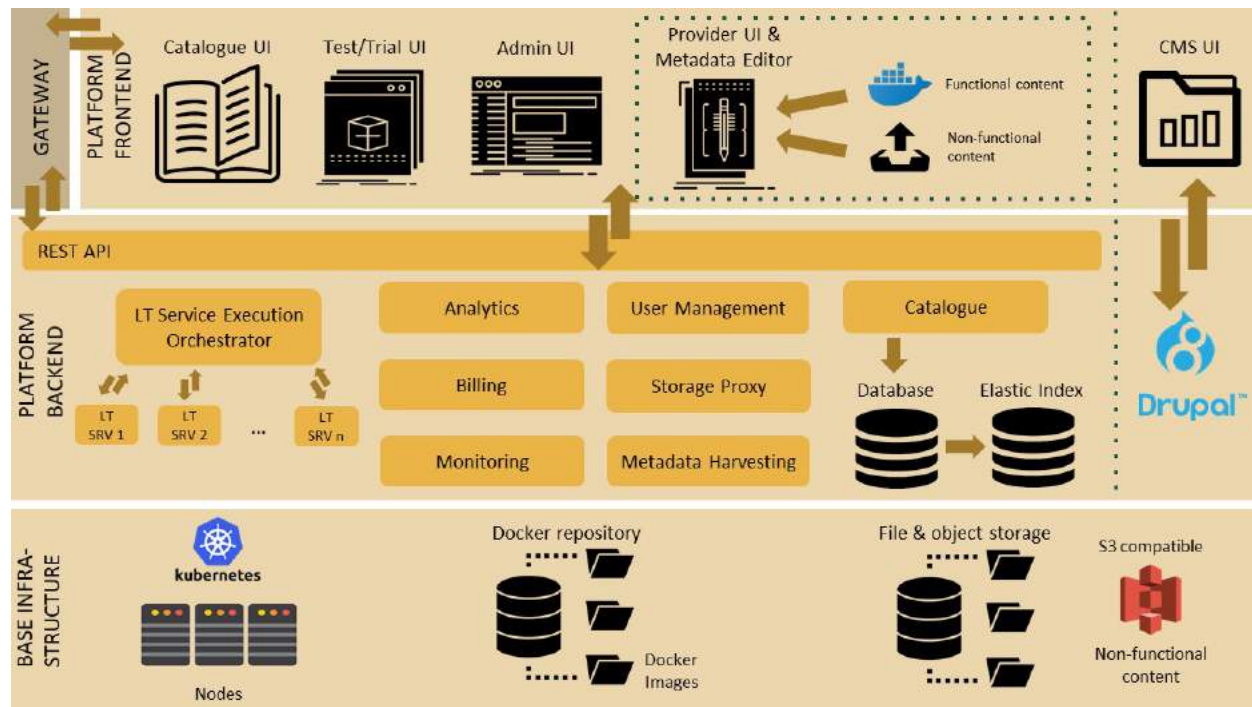 GATEWAY
PLATFORM
FRONTEND
Catalogue UI
Test/Trial UI
Admin UI
Provider UI &
Metadata Editor
Functional content
Non-functional
content
CMS UI
PLATFORM
BACKEND
REST API
LT Service Execution
Orchestrator
LT
SRV 1
LT
SRV 2
...
LT
SRV n
Analytics
User Management
Billing
Storage Proxy
Monitoring
Metadata Harvesting
Catalogue
Database
Elastic Index
8
Drupal™
BASE INFRA-
STRUCTURE
kubernetes
Nodes
Docker repository
Docker
Images
File & object storage
S3 compatible
Non-functional
content